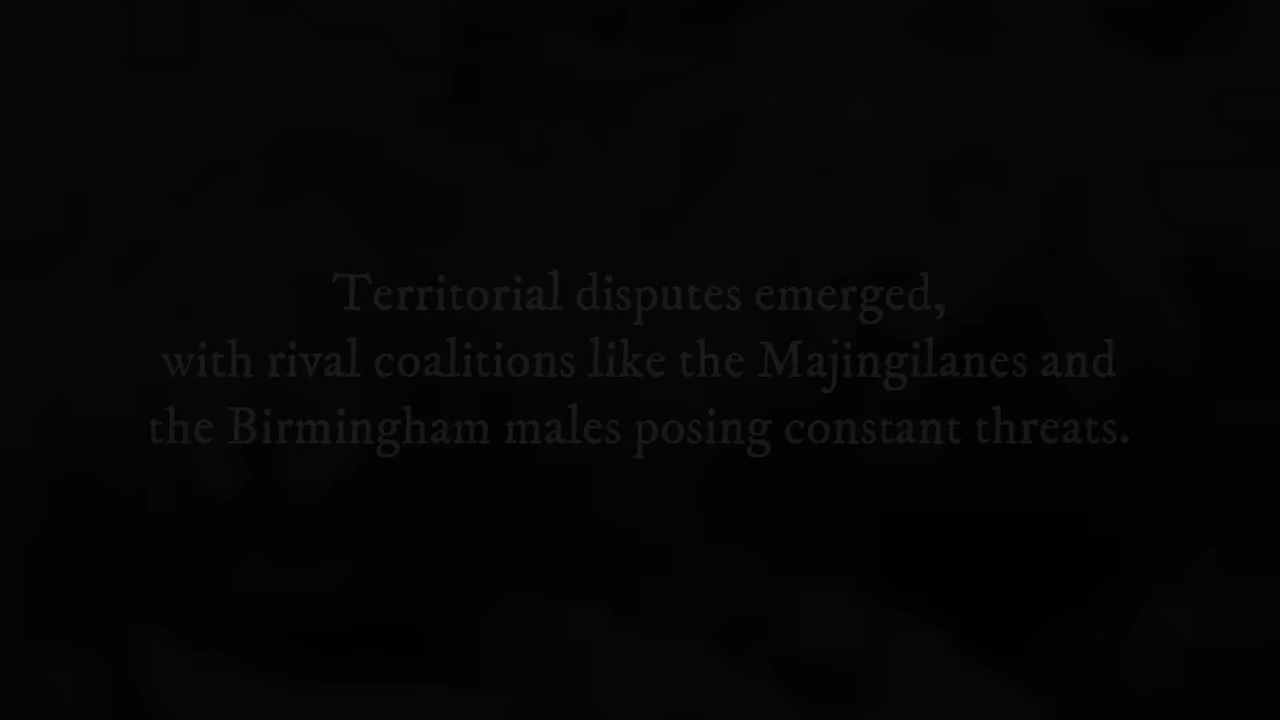 Territorial disputes emerged,
with rival coalitions like the Majingilanes and
the Birmingham males posing constant threats.